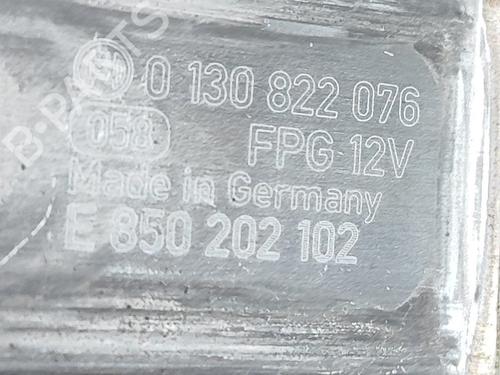 0 130 822 076
058 FPG 12V
Made in Germany
E 850 202 102
B-PARTS